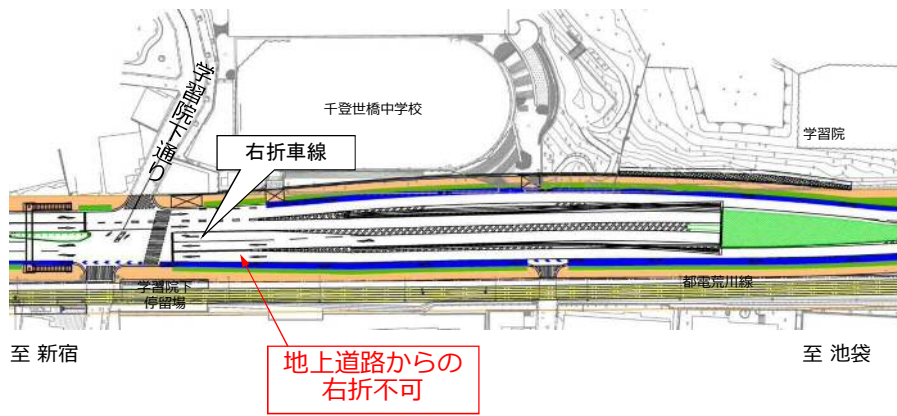 学習院下通り
千登世橋中学校
学習院
右折車線
学習院下
停留場
都電荒川線
至 新宿
至 池袋
地上道路からの
右折不可